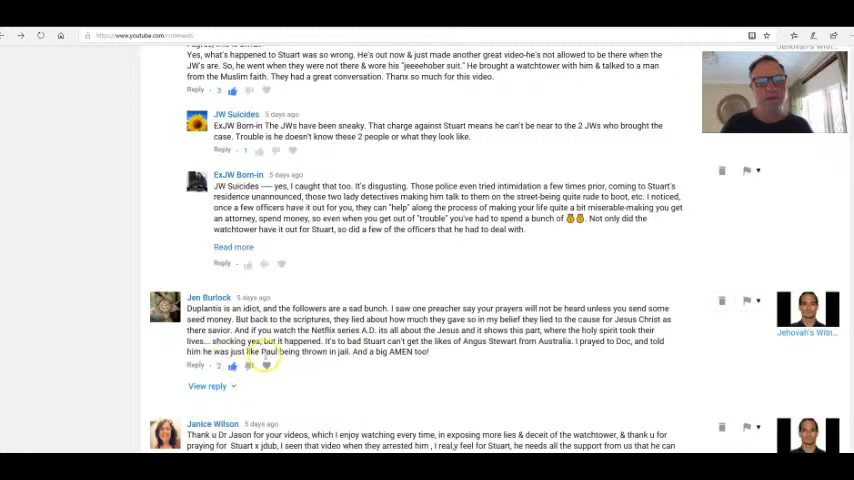 https://www.youtube.com/comments
Yes, what's happened to Stuart was so wrong. He's out now & just made another great video-he's not allowed to be there when the
JW's are. So, he went when they were not there & wore his "jeeeehober suit." He brought a watchtower with him & talked to a man
from the Muslim faith. They had a great conversation. Thanx so much for this video.
Reply · 3
JW Suicides 5 days ago
ExJW Born-in The JWs have been sneaky. That charge against Stuart means he can't be near to the 2 JWs who brought the
case. Trouble is he doesn't know these 2 people or what they look like.
Reply · 1
ExJW Born-in 5 days ago
JW Suicides ---- yes, I caught that too. It's disgusting. Those police even tried intimidation a few times prior, coming to Stuart's
residence unannounced, those two lady detectives making him talk to them on the street-being quite rude to boot, etc. I noticed,
once a few officers have it out for you, they can "help" along the process of making your life quite a bit miserable-making you get
an attorney, spend money, so even when you get out of "trouble" you've had to spend a bunch of 💰💰. Not only did the
watchtower have it out for Stuart, so did a few of the officers that he had to deal with.
Read more
Reply
Jen Burlock 5 days ago
Duplantis is an idiot, and the followers are a sad bunch. I saw one preacher say your prayers will not be heard unless you send some
seed money. But back to the scriptures, they lied about how much they gave so in my belief they lied to the cause for Jesus Christ as
there savior. And if you watch the Netflix series A.D. its all about the Jesus and it shows this part, where the holy spirit took their
lives... shocking yes, but it happened. It's to bad Stuart can't get the likes of Angus Stewart from Australia. I prayed to Doc, and told
him he was just like Paul being thrown in jail. And a big AMEN too!
Reply · 2
View reply
Jehovah's Witn...
Janice Wilson 5 days ago
Thank u Dr Jason for your videos, which I enjoy watching every time, in exposing more lies & deceit of the watchtower, & thank u for
praying for Stuart x jdub, I seen that video when they arrested him , I real,y feel for Stuart, he needs all the support from us that he can